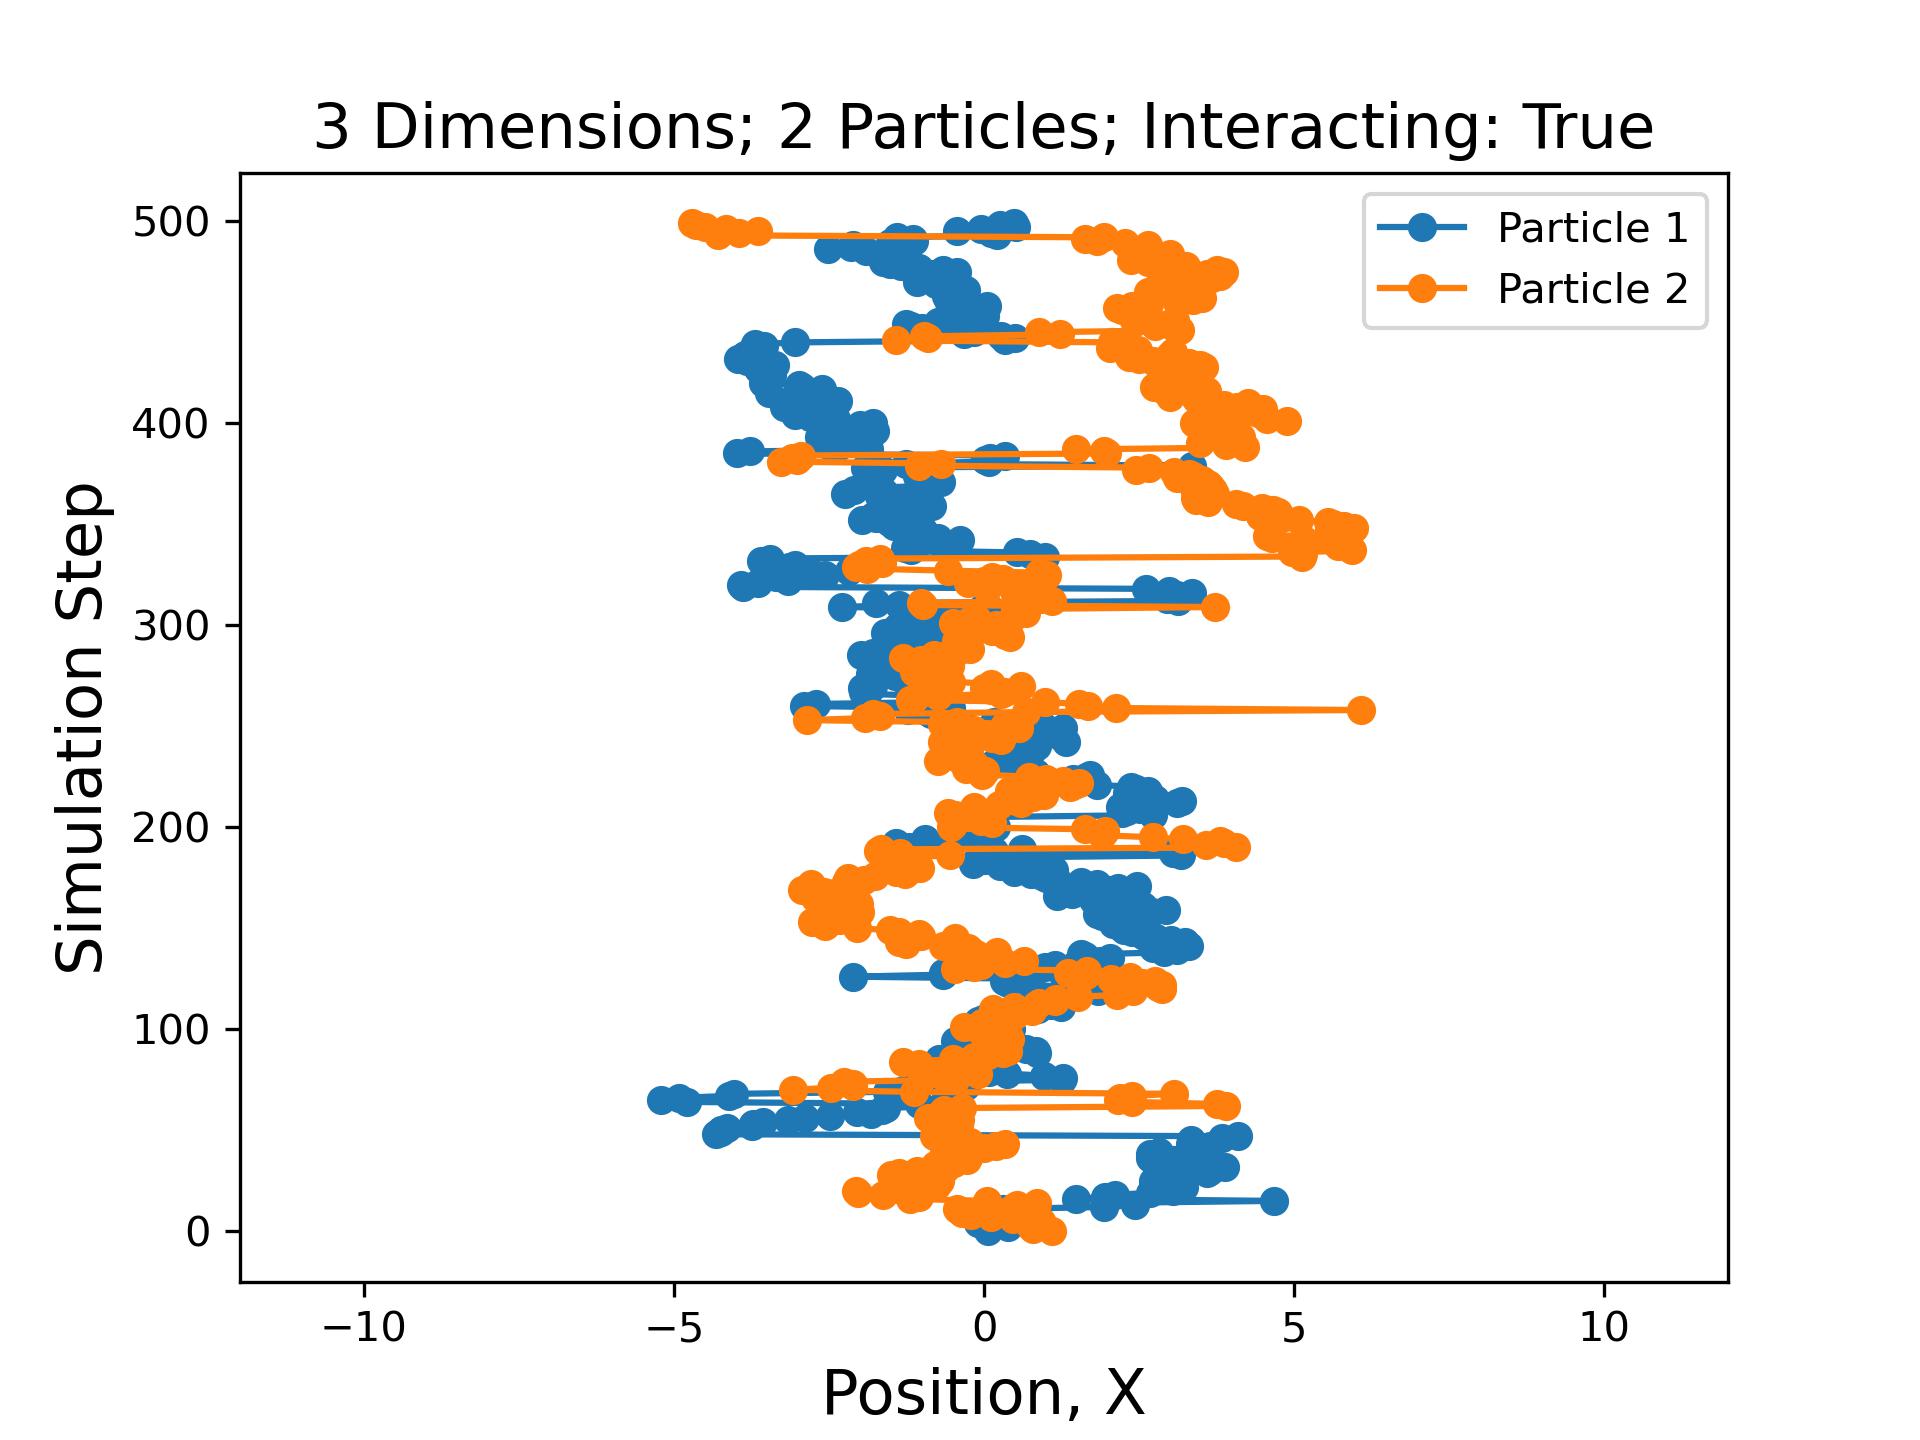 3 Dimensions; 2 Particles; Interacting: True
Particle 1
Particle 2
Simulation Step
500
400
300
200
100
0
−10
−5
0
5
10
Position, X